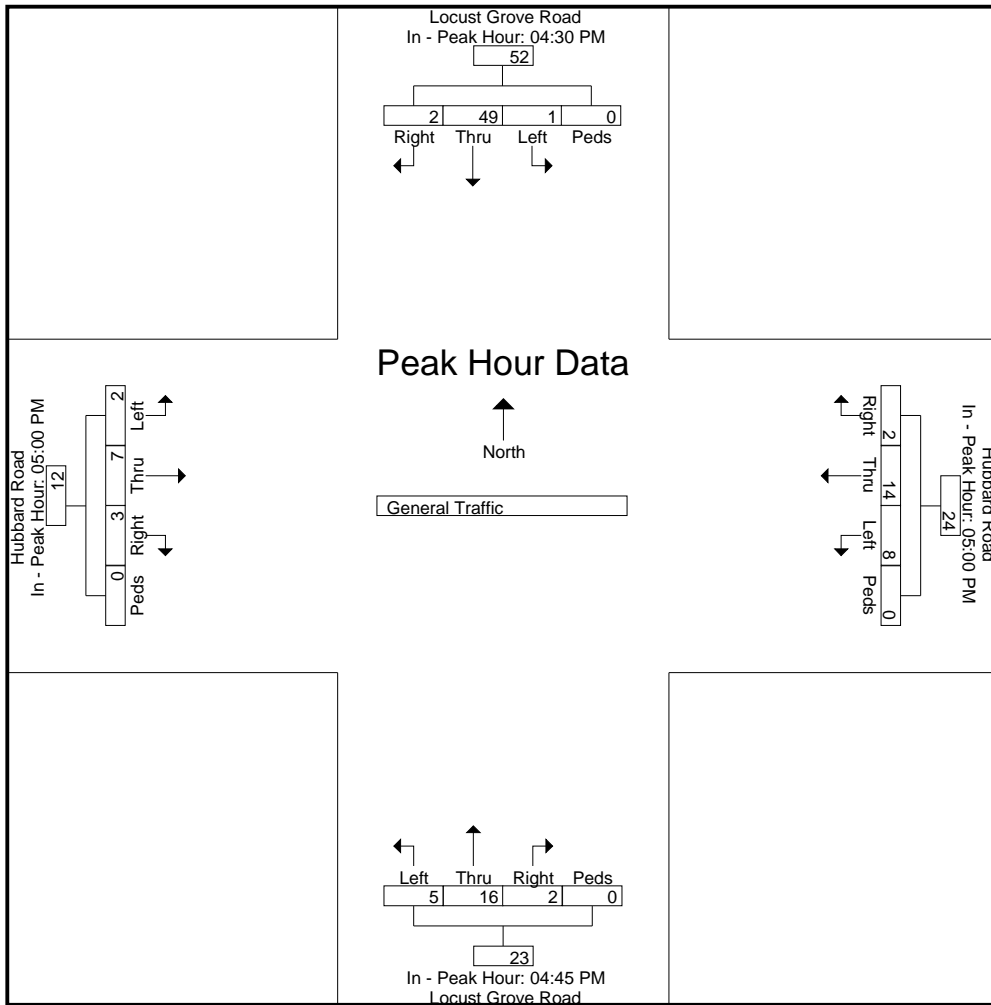 Locust Grove Road
In - Peak Hour: 04:30 PM
52
2 49 1 0
Right Thru Left Peds
Peak Hour Data
North
General Traffic
Hubbard Road
In - Peak Hour: 05:00 PM
12
2 7 3 0
Left Thru Right Peds
Hubbard Road
In - Peak Hour: 05:00 PM
24
2 14 8 0
Right Thru Left Peds
Left Thru Right Peds
5 16 2 0
23
In - Peak Hour: 04:45 PM
Locust Grove Road